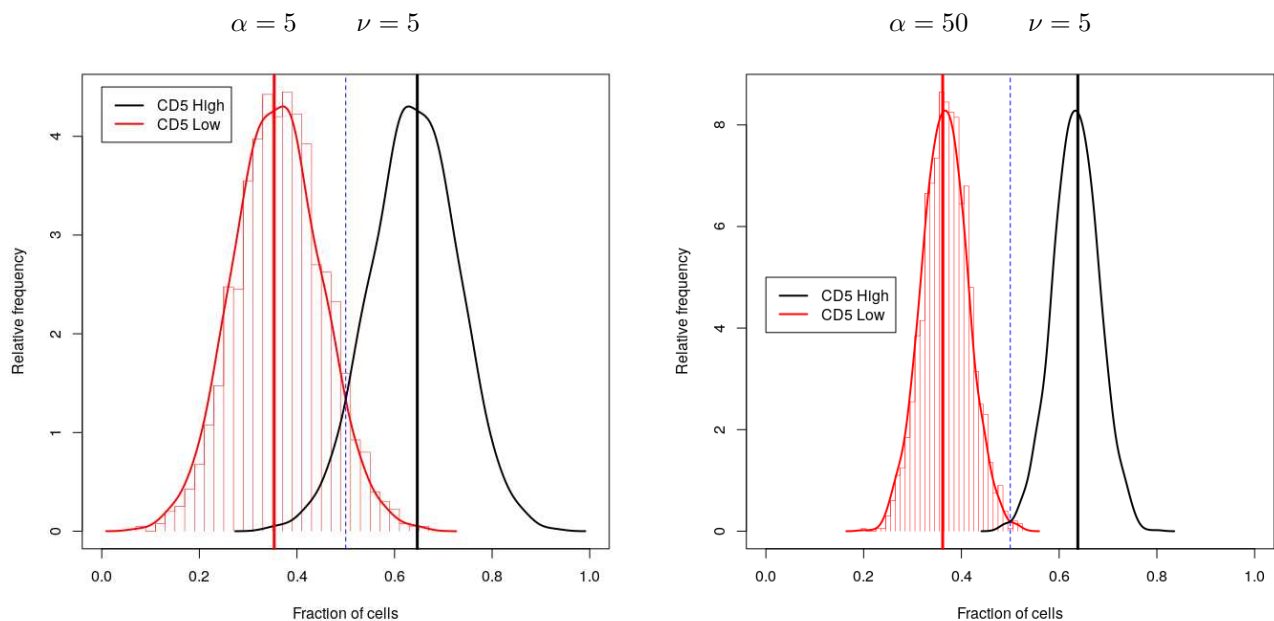 α = 5 ν = 5
CD5 High
CD5 Low
Relative frequency
0 1 2 3 4
0.0 0.2 0.4 0.6 0.8 1.0
Fraction of cells
α = 50 ν = 5
CD5 High
CD5 Low
Relative frequency
0 2 4 6 8
0.0 0.2 0.4 0.6 0.8 1.0
Fraction of cells